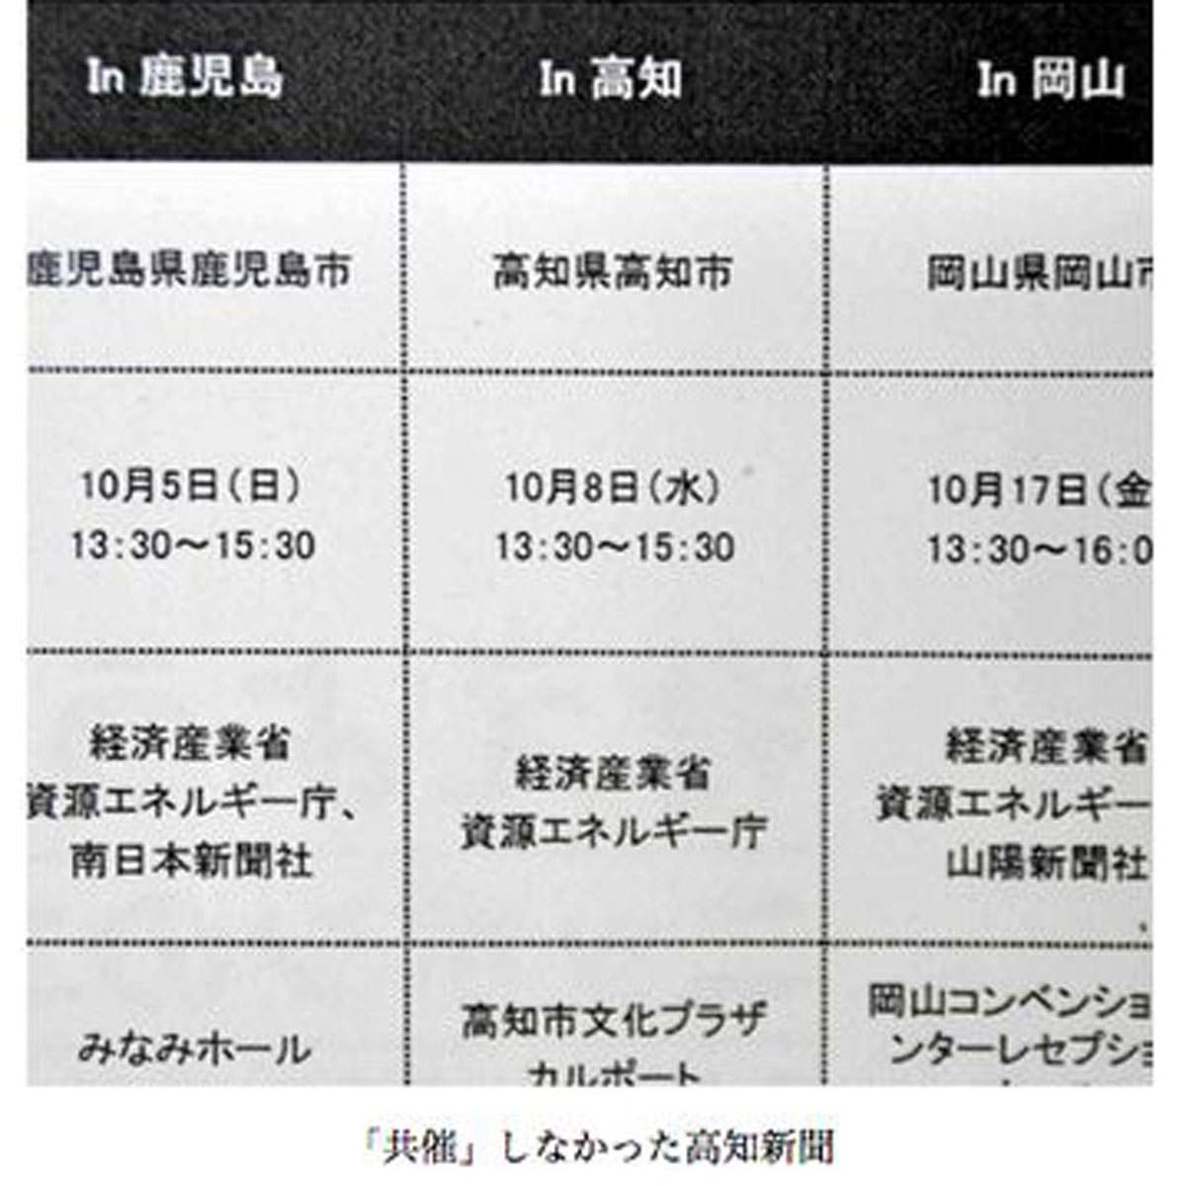 In 鹿児島
In 高知
In 岡山
鹿児島県鹿児島市
高知県高知市
岡山県岡山市
10月5日(日)
13:30～15:30
10月8日(水)
13:30～15:30
10月17日(金
13:30～16:0
経済産業省
資源エネルギー庁、
南日本新聞社
経済産業省
資源エネルギー庁
経済産業省
資源エネルギー
山陽新聞社
みなみホール
高知市文化プラザ
カルポート
岡山コンベンショ
ンターレセプショ
「共催」しなかった高知新聞